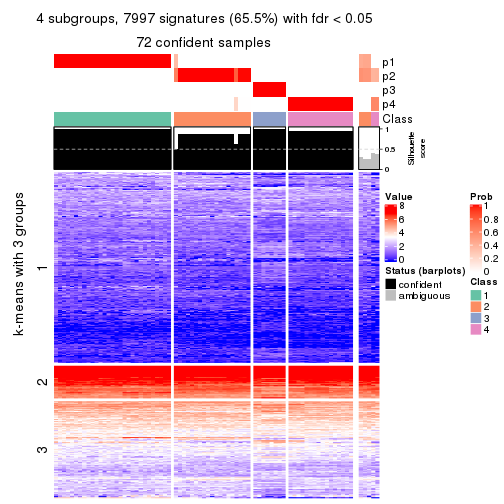 4 subgroups, 7997 signatures (65.5%) with fdr < 0.05
72 confident samples
p1
p2
p3
p4
Class
1
0.5
0
Silhouette
score
k-means with 3 groups
1
2
3
Value
8
6
4
2
0
Status (barplots)
confident
ambiguous
Prob
1
0.8
0.6
0.4
0.2
0
Class
1
2
3
4